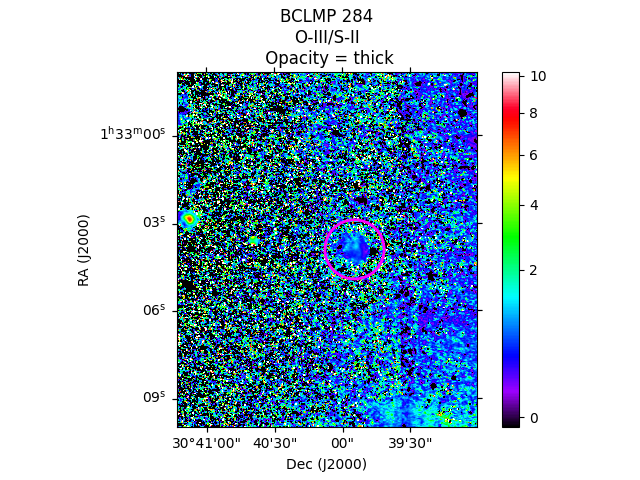 BCLMP 284
O-III/S-II
Opacity = thick
10
8
6
4
2
0
1ʰ33ᵐ00ˢ
03ˢ
06ˢ
09ˢ
RA (J2000)
30°41'00" 40'30" 00" 39'30"
Dec (J2000)